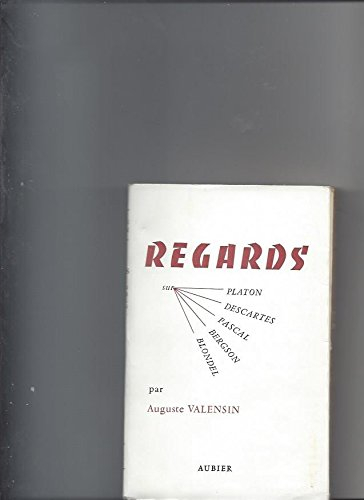 REGARDS
sur
PLATON
DESCARTES
PASCAL
BERGSON
BLONDEL
par
Auguste VALENSIN
AUBIER